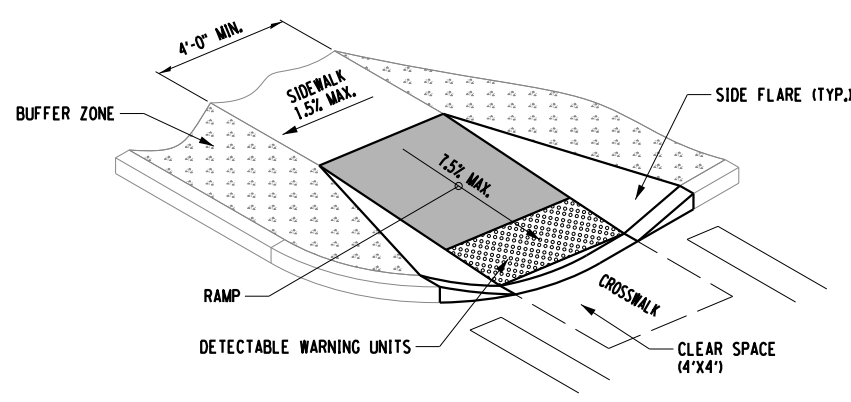 4'-0" MIN.
SIDEWALK
1.5% MAX.
SIDE FLARE (TYP.)
BUFFER ZONE
7.5% MAX.
RAMP
CROSSWALK
DETECTABLE WARNING UNITS
CLEAR SPACE
(4'X4')